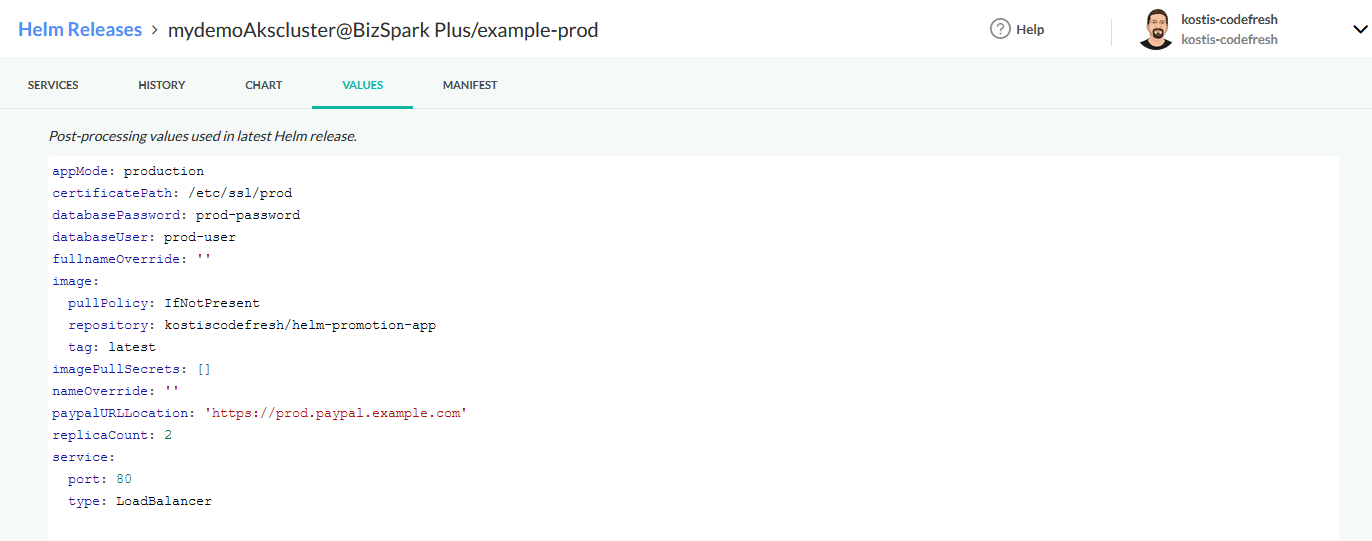 Helm Releases > mydemoAkscluster@BizSpark Plus/example-prod
? Help
kostis-codefresh
kostis-codefresh
SERVICES HISTORY CHART VALUES MANIFEST
Post-processing values used in latest Helm release.
appMode: production
certificatePath: /etc/ssl/prod
databasePassword: prod-password
databaseUser: prod-user
fullnameOverride: ''
image:
  pullPolicy: IfNotPresent
  repository: kostiscodefresh/helm-promotion-app
  tag: latest
imagePullSecrets: []
nameOverride: ''
paypalURLLocation: 'https://prod.paypal.example.com'
replicaCount: 2
service:
  port: 80
  type: LoadBalancer